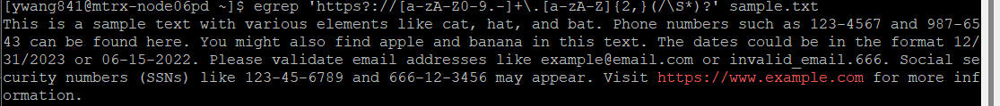 [ywang841@mtrx-node06pd ~]$ egrep 'https?://[a-zA-Z0-9.-]+\.[a-zA-Z]{2,}(/\S*)?' sample.txt
This is a sample text with various elements like cat, hat, and bat. Phone numbers such as 123-4567 and 987-65
43 can be found here. You might also find apple and banana in this text. The dates could be in the format 12/
31/2023 or 06-15-2022. Please validate email addresses like example@email.com or invalid_email.666. Social se
curity numbers (SSNs) like 123-45-6789 and 666-12-3456 may appear. Visit https://www.example.com for more inf
ormation.